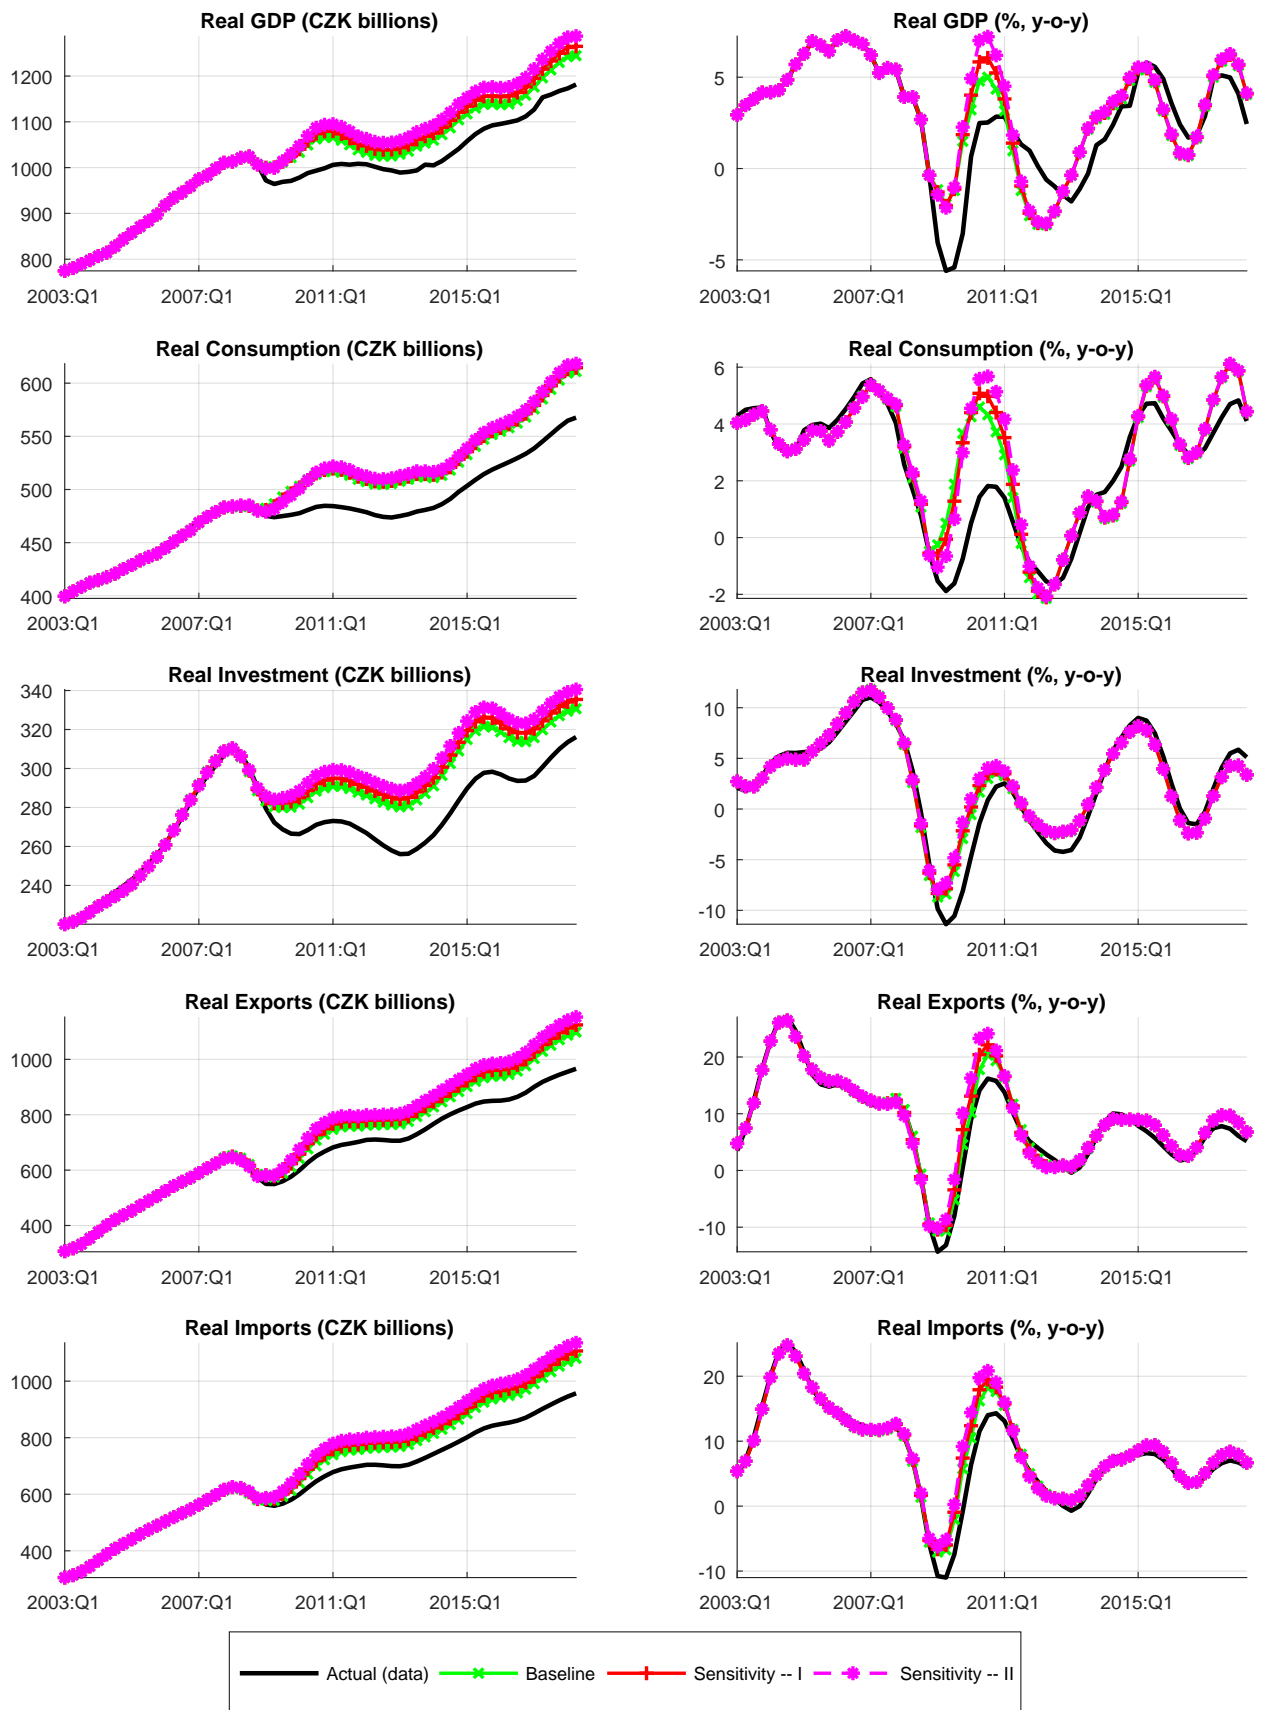 Real GDP (CZK billions)
1200
1100
1000
900
800
2003:Q1 2007:Q1 2011:Q1 2015:Q1
Real GDP (%, y-o-y)
5
0
-5
2003:Q1 2007:Q1 2011:Q1 2015:Q1
Real Consumption (CZK billions)
600
550
500
450
400
2003:Q1 2007:Q1 2011:Q1 2015:Q1
Real Consumption (%, y-o-y)
6
4
2
0
-2
2003:Q1 2007:Q1 2011:Q1 2015:Q1
Real Investment (CZK billions)
340
320
300
280
260
240
2003:Q1 2007:Q1 2011:Q1 2015:Q1
Real Investment (%, y-o-y)
10
5
0
-5
-10
2003:Q1 2007:Q1 2011:Q1 2015:Q1
Real Exports (CZK billions)
1000
800
600
400
2003:Q1 2007:Q1 2011:Q1 2015:Q1
Real Exports (%, y-o-y)
20
10
0
-10
2003:Q1 2007:Q1 2011:Q1 2015:Q1
Real Imports (CZK billions)
1000
800
600
400
2003:Q1 2007:Q1 2011:Q1 2015:Q1
Real Imports (%, y-o-y)
20
10
0
-10
2003:Q1 2007:Q1 2011:Q1 2015:Q1
Actual (data) Baseline Sensitivity -- I Sensitivity -- II